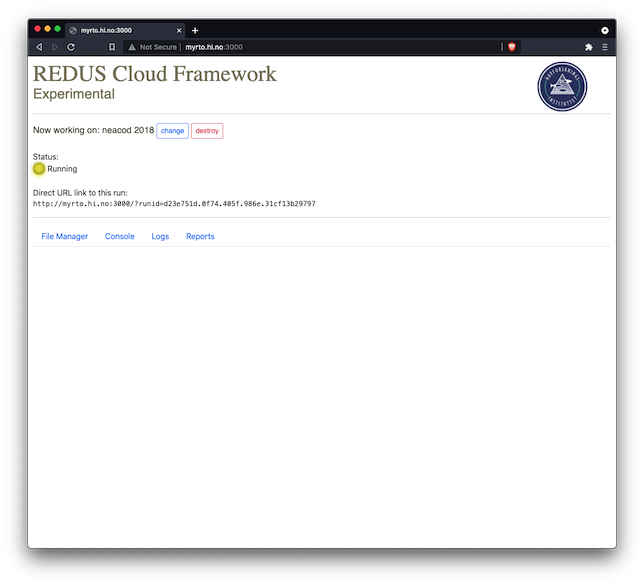 myrto.hi.no:3000
Not Secure | myrto.hi.no:3000
REDUS Cloud Framework
Experimental
HAVFORSKNINGS
INSTITUTTET
Now working on: neacod 2018 change destroy
Status:
Running
Direct URL link to this run:
http://myrto.hi.no:3000/?runid=d23e751d.0f74.405f.986e.31cf13b29797
File Manager Console Logs Reports